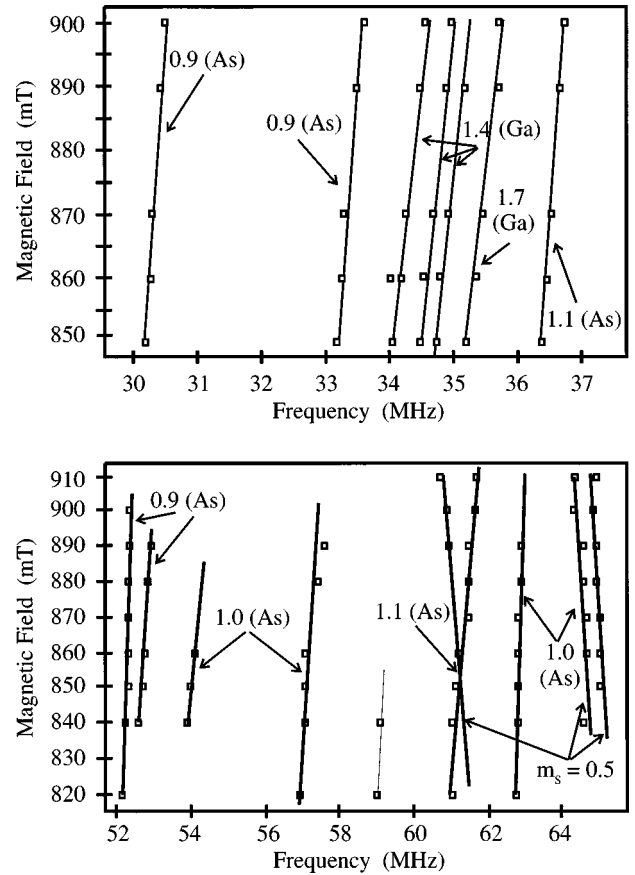 900
890
880
870
860
850
Magnetic Field (mT)
0.9 (As)
0.9 (As)
1.4 (Ga)
1.7
(Ga)
1.1 (As)
30 31 32 33 34 35 36 37
Frequency (MHz)
910
900
890
880
870
860
850
840
830
820
Magnetic Field (mT)
0.9 (As)
1.0 (As)
1.1 (As)
1.0
(As)
ms = 0.5
52 54 56 58 60 62 64
Frequency (MHz)